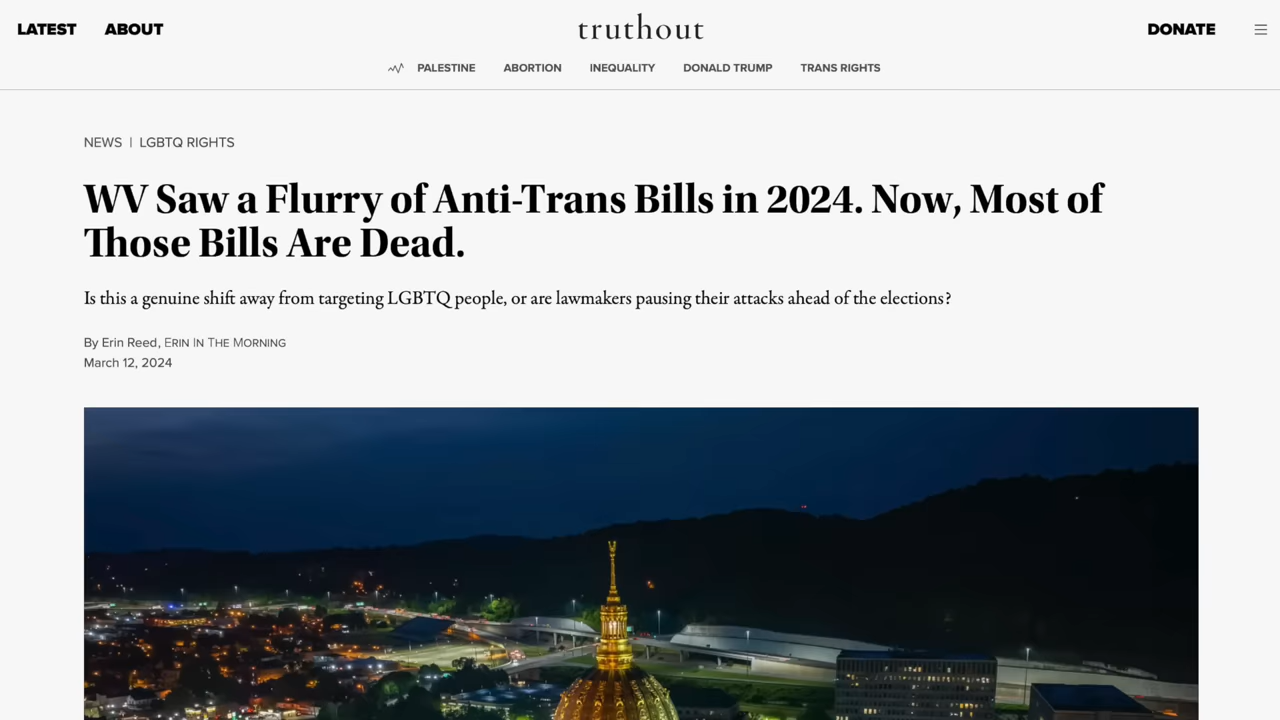 LATEST
ABOUT
truthout
DONATE
PALESTINE
ABORTION
INEQUALITY
DONALD TRUMP
TRANS RIGHTS
NEWS | LGBTQ RIGHTS
WV Saw a Flurry of Anti-Trans Bills in 2024. Now, Most of
Those Bills Are Dead.
Is this a genuine shift away from targeting LGBTQ people, or are lawmakers pausing their attacks ahead of the elections?
By Erin Reed, ERIN IN THE MORNING
March 12, 2024